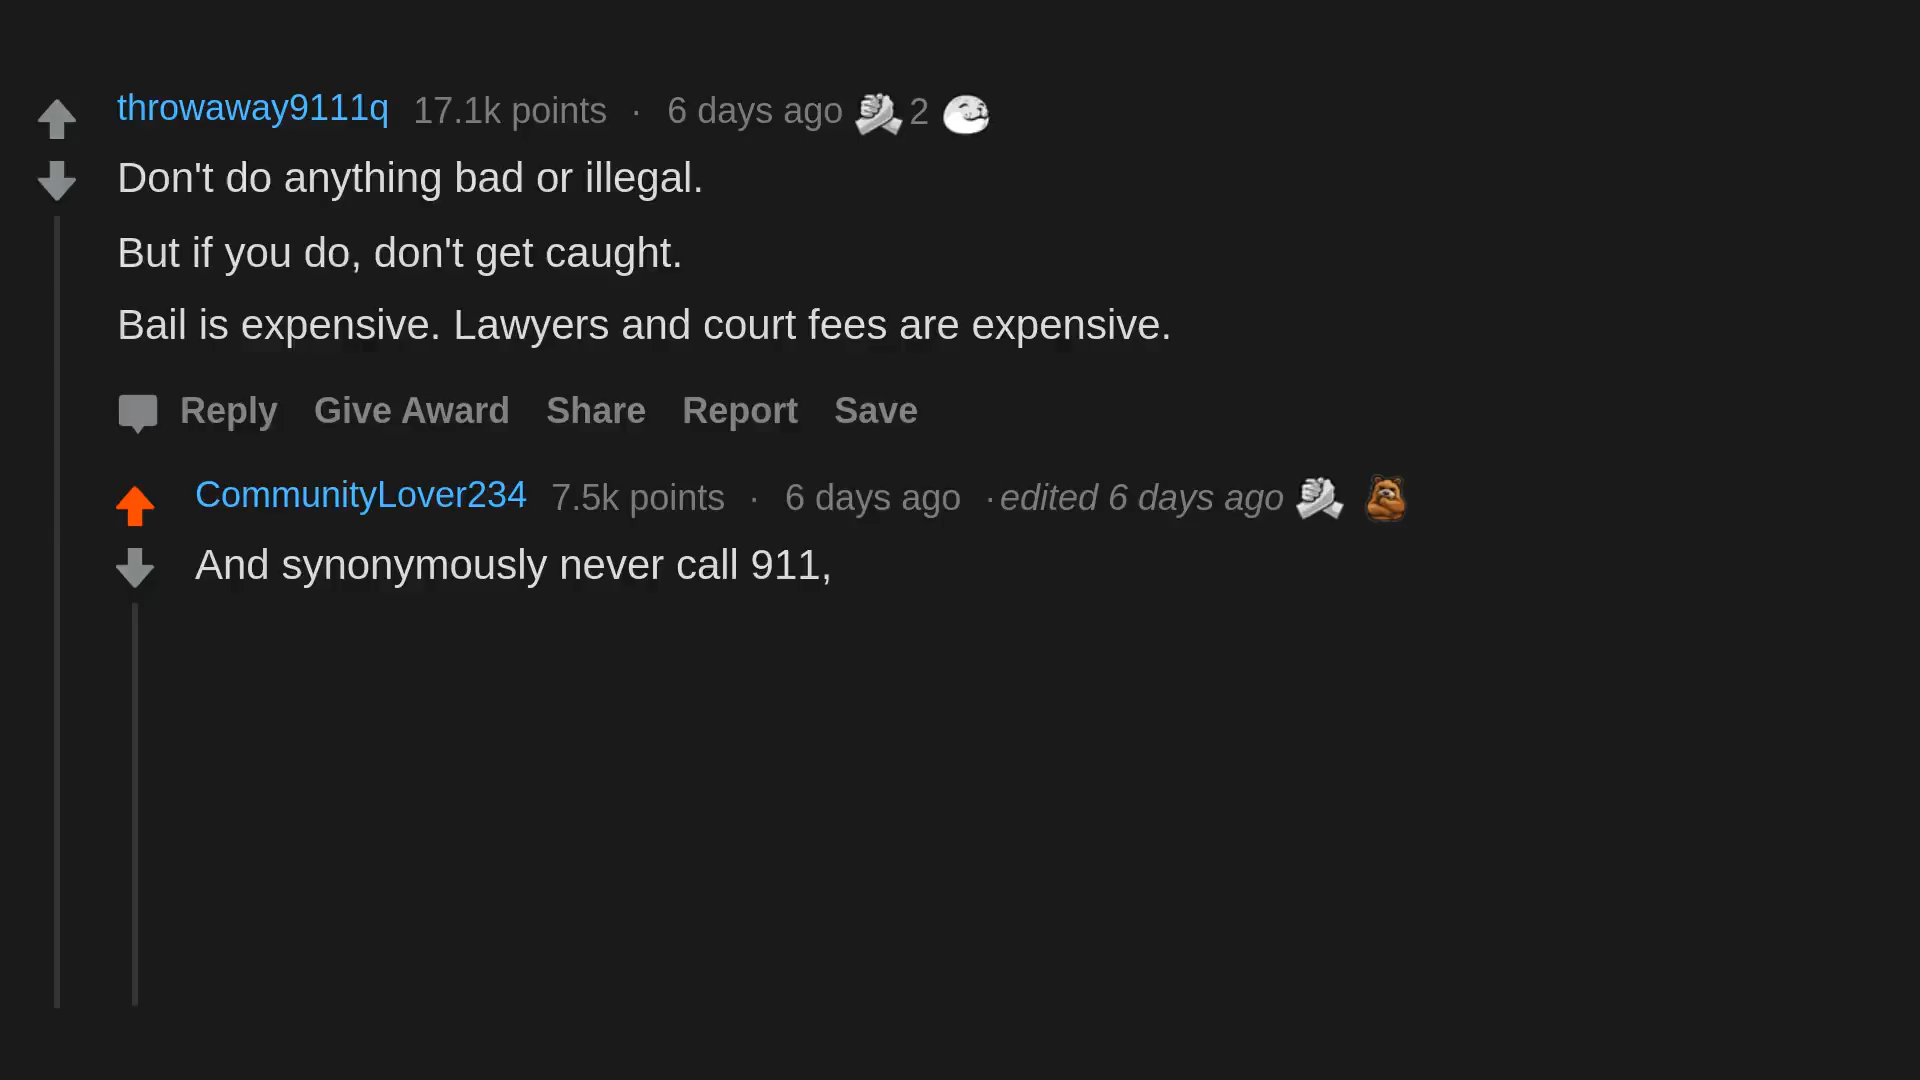 throwaway9111q 17.1k points · 6 days ago 2
Don't do anything bad or illegal.
But if you do, don't get caught.
Bail is expensive. Lawyers and court fees are expensive.
Reply Give Award Share Report Save
CommunityLover234 7.5k points · 6 days ago · edited 6 days ago
And synonymously never call 911,